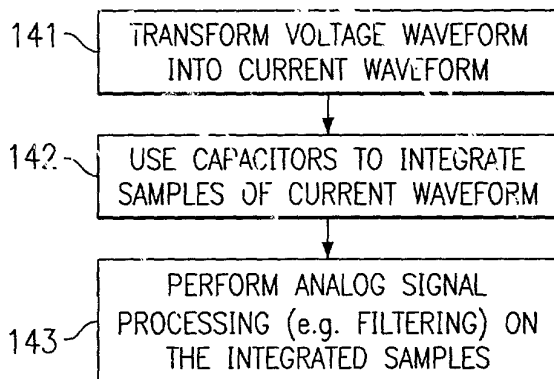 141
TRANSFORM VOLTAGE WAVEFORM
INTO CURRENT WAVEFORM
142
USE CAPACITORS TO INTEGRATE
SAMPLES OF CURRENT WAVEFORM
PERFORM ANALOG SIGNAL
PROCESSING (e.g. FILTERING) ON
143
THE INTEGRATED SAMPLES